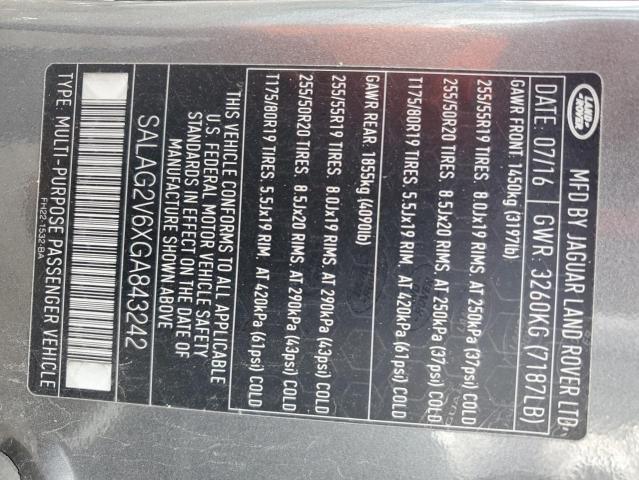 LAND ROVER
MFD BY JAGUAR LAND ROVER LTD.
DATE: 07/16 GWR: 3260KG (7187LB)
GAWR FRONT: 1450kg (3197lb)
255/55R19 TIRES. 8.0Jx19 RIM, AT 250kPa (37psi) COLD
255/50R20 TIRES. 8.5Jx20 RIMS, AT 250kPa (37psi) COLD
T175/80R19 TIRES. 5.5Jx19 RIM, AT 420kPa (61psi) COLD
GAWR REAR: 1855kg (4090lb)
255/55R19 TIRES. 8.0Jx19 RIM, AT 290kPa (43psi) COLD
255/50R20 TIRES. 8.5Jx20 RIMS, AT 290kPa (43psi) COLD
T175/80R19 TIRES. 5.5Jx19 RIM, AT 420kPa (61psi) COLD
THIS VEHICLE CONFORMS TO ALL APPLICABLE
U.S. FEDERAL MOTOR VEHICLE SAFETY
STANDARDS IN EFFECT ON THE DATE OF
MANUFACTURE SHOWN ABOVE
SALAG2V6XGA843242
TYPE: MULTI-PURPOSE PASSENGER VEHICLE
FH22-1532-BA